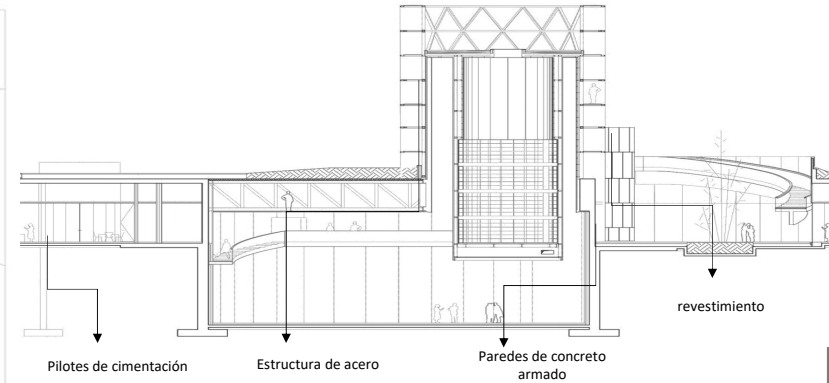 revestimiento
Pilotes de cimentación
Estructura de acero
Paredes de concreto
armado